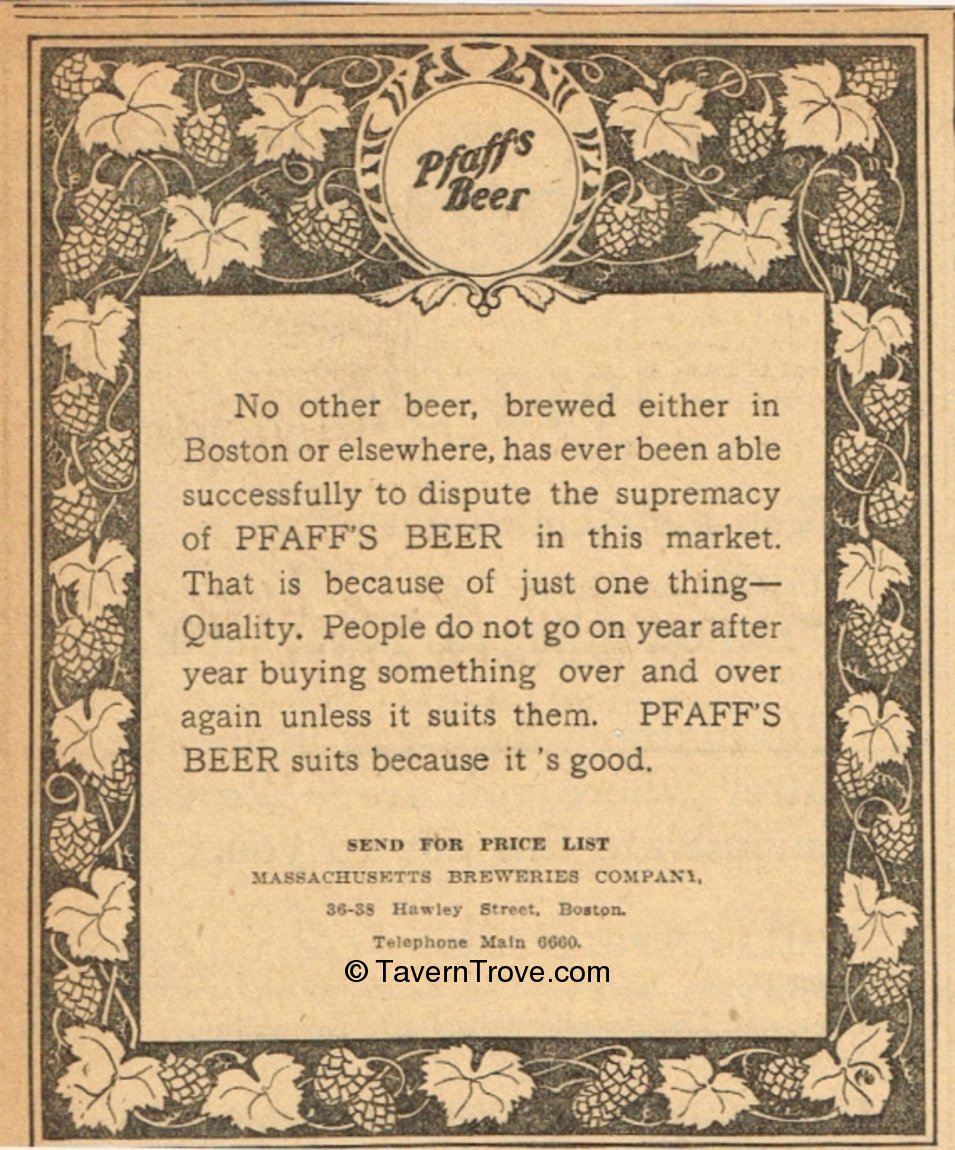 Pfaff's
Beer
No other beer, brewed either in
Boston or elsewhere, has ever been able
successfully to dispute the supremacy
of PFAFF'S BEER in this market.
That is because of just one thing—
Quality. People do not go on year after
year buying something over and over
again unless it suits them. PFAFF'S
BEER suits because it 's good.
SEND FOR PRICE LIST
MASSACHUSETTS BREWERIES COMPANY,
36-38 Hawley Street, Boston.
Telephone Main 6660.
© TavernTrove.com